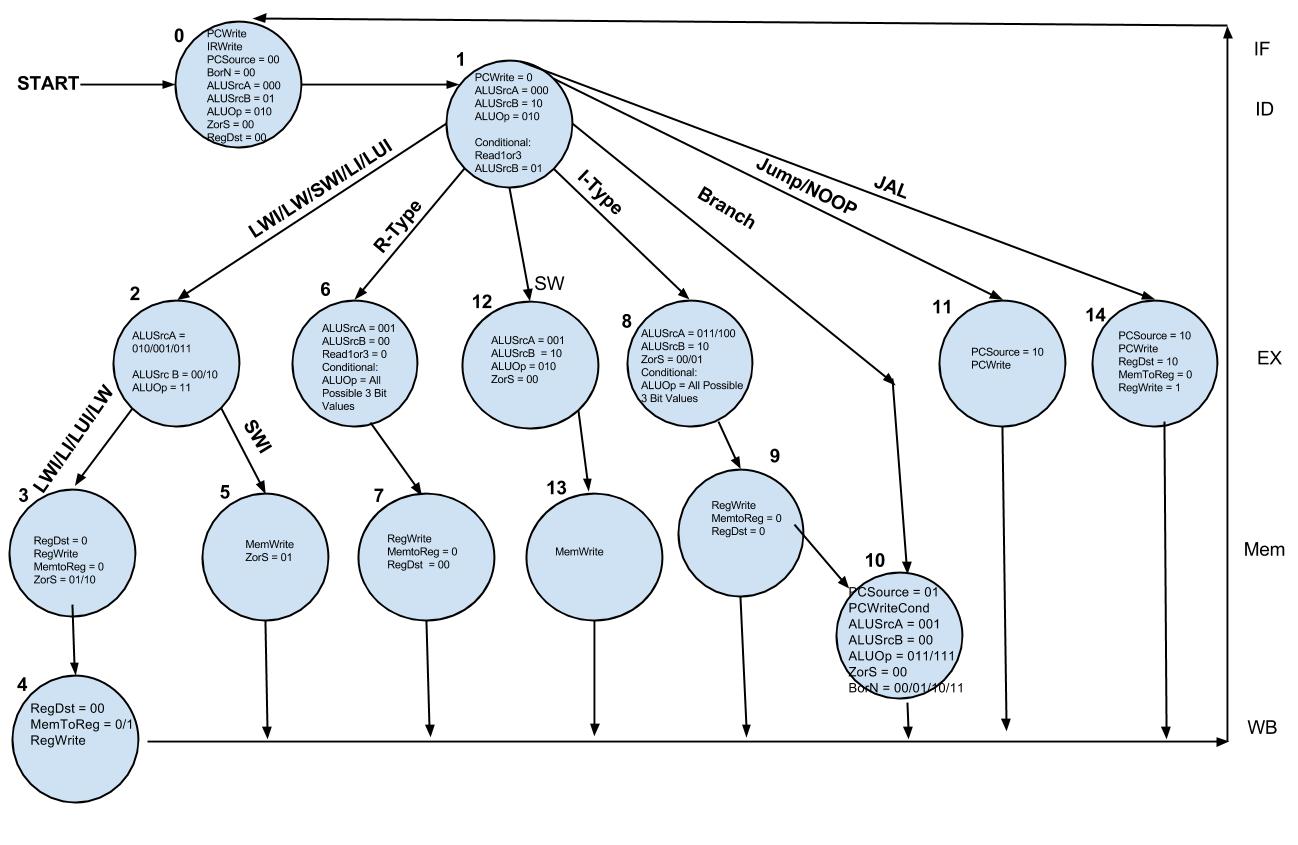 0
PCWrite
IRWrite
PCSource = 00
BorN = 00
ALUSrcA = 000
ALUSrcB = 01
ALUOp = 010
ZorS = 00
RegDst = 00
START
1
PCWrite = 0
ALUSrcA = 000
ALUSrcB = 10
ALUOp = 010
Conditional:
Read1or3
ALUSrcB = 01
IF
ID
LWI/LW/SWI/LI/LUI
R-Type
SW
I-Type
Branch
Jump/NOOP
JAL
2
ALUSrcA =
010/001/011
ALUSrc B = 00/10
ALUOp = 11
6
ALUSrcA = 001
ALUSrcB = 00
Read1or3 = 0
Conditional:
ALUOp = All
Possible 3 Bit
Values
12
ALUSrcA = 001
ALUSrcB = 10
ALUOp = 010
ZorS = 00
8
ALUSrcA = 011/100
ALUSrcB = 10
ZorS = 00/01
Conditional:
ALUOp = All Possible
3 Bit Values
11
PCSource = 10
PCWrite
14
PCSource = 10
PCWrite
RegDst = 10
MemToReg = 0
RegWrite = 1
EX
LWI/LI/LUI/LW
SWI
3
RegDst = 0
RegWrite
MemtoReg = 0
ZorS = 01/10
5
MemWrite
ZorS = 01
7
RegWrite
MemtoReg = 0
RegDst = 00
13
MemWrite
9
RegWrite
MemtoReg = 0
RegDst = 0
10
PCSource = 01
PCWriteCond
ALUSrcA = 001
ALUSrcB = 00
ALUOp = 011/111
ZorS = 00
BorN = 00/01/10/11
Mem
4
RegDst = 00
MemToReg = 0/1
RegWrite
WB